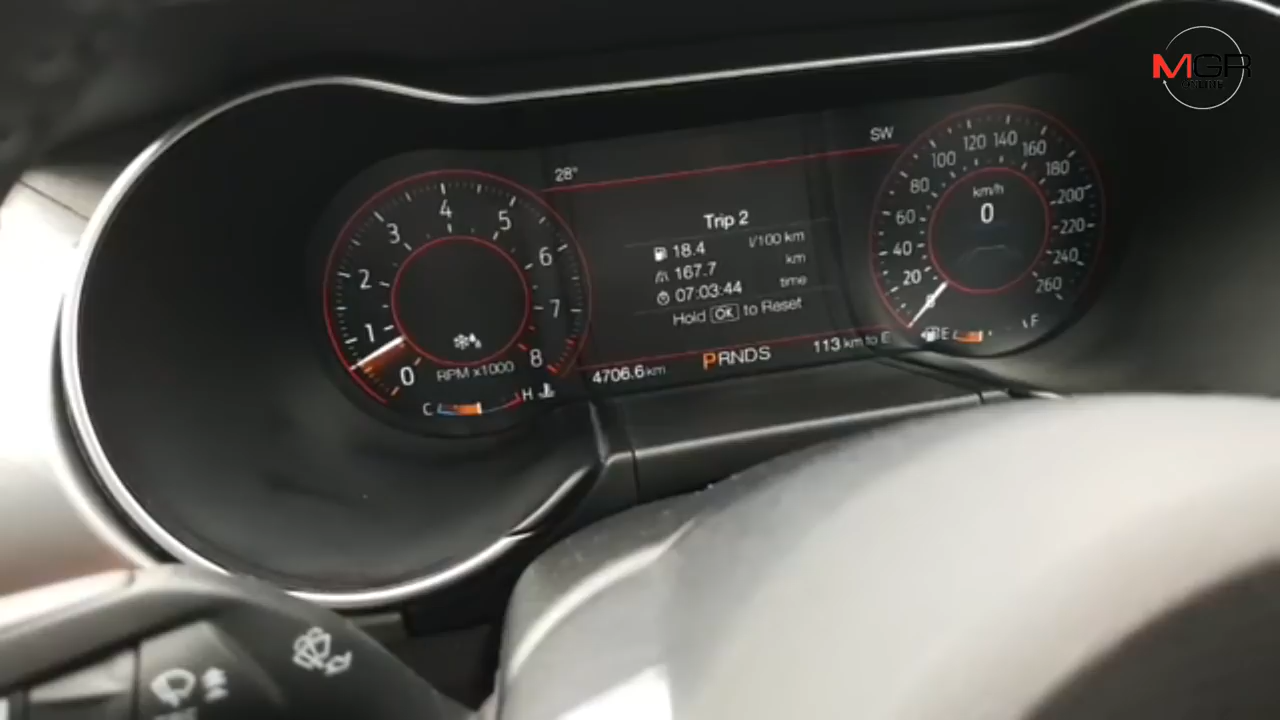 MGR
ONLINE
SW
28°
Trip 2
18.4 l/100 km
167.7 km
07:03:44 time
Hold OK to Reset
4706.6 km
PRNDS
113 km to E
0 1 2 3 4 5 6 7 8
RPM x1000
C H
km/h
0
0 20 40 60 80 100 120 140 160 180 200 220 240 260
E F